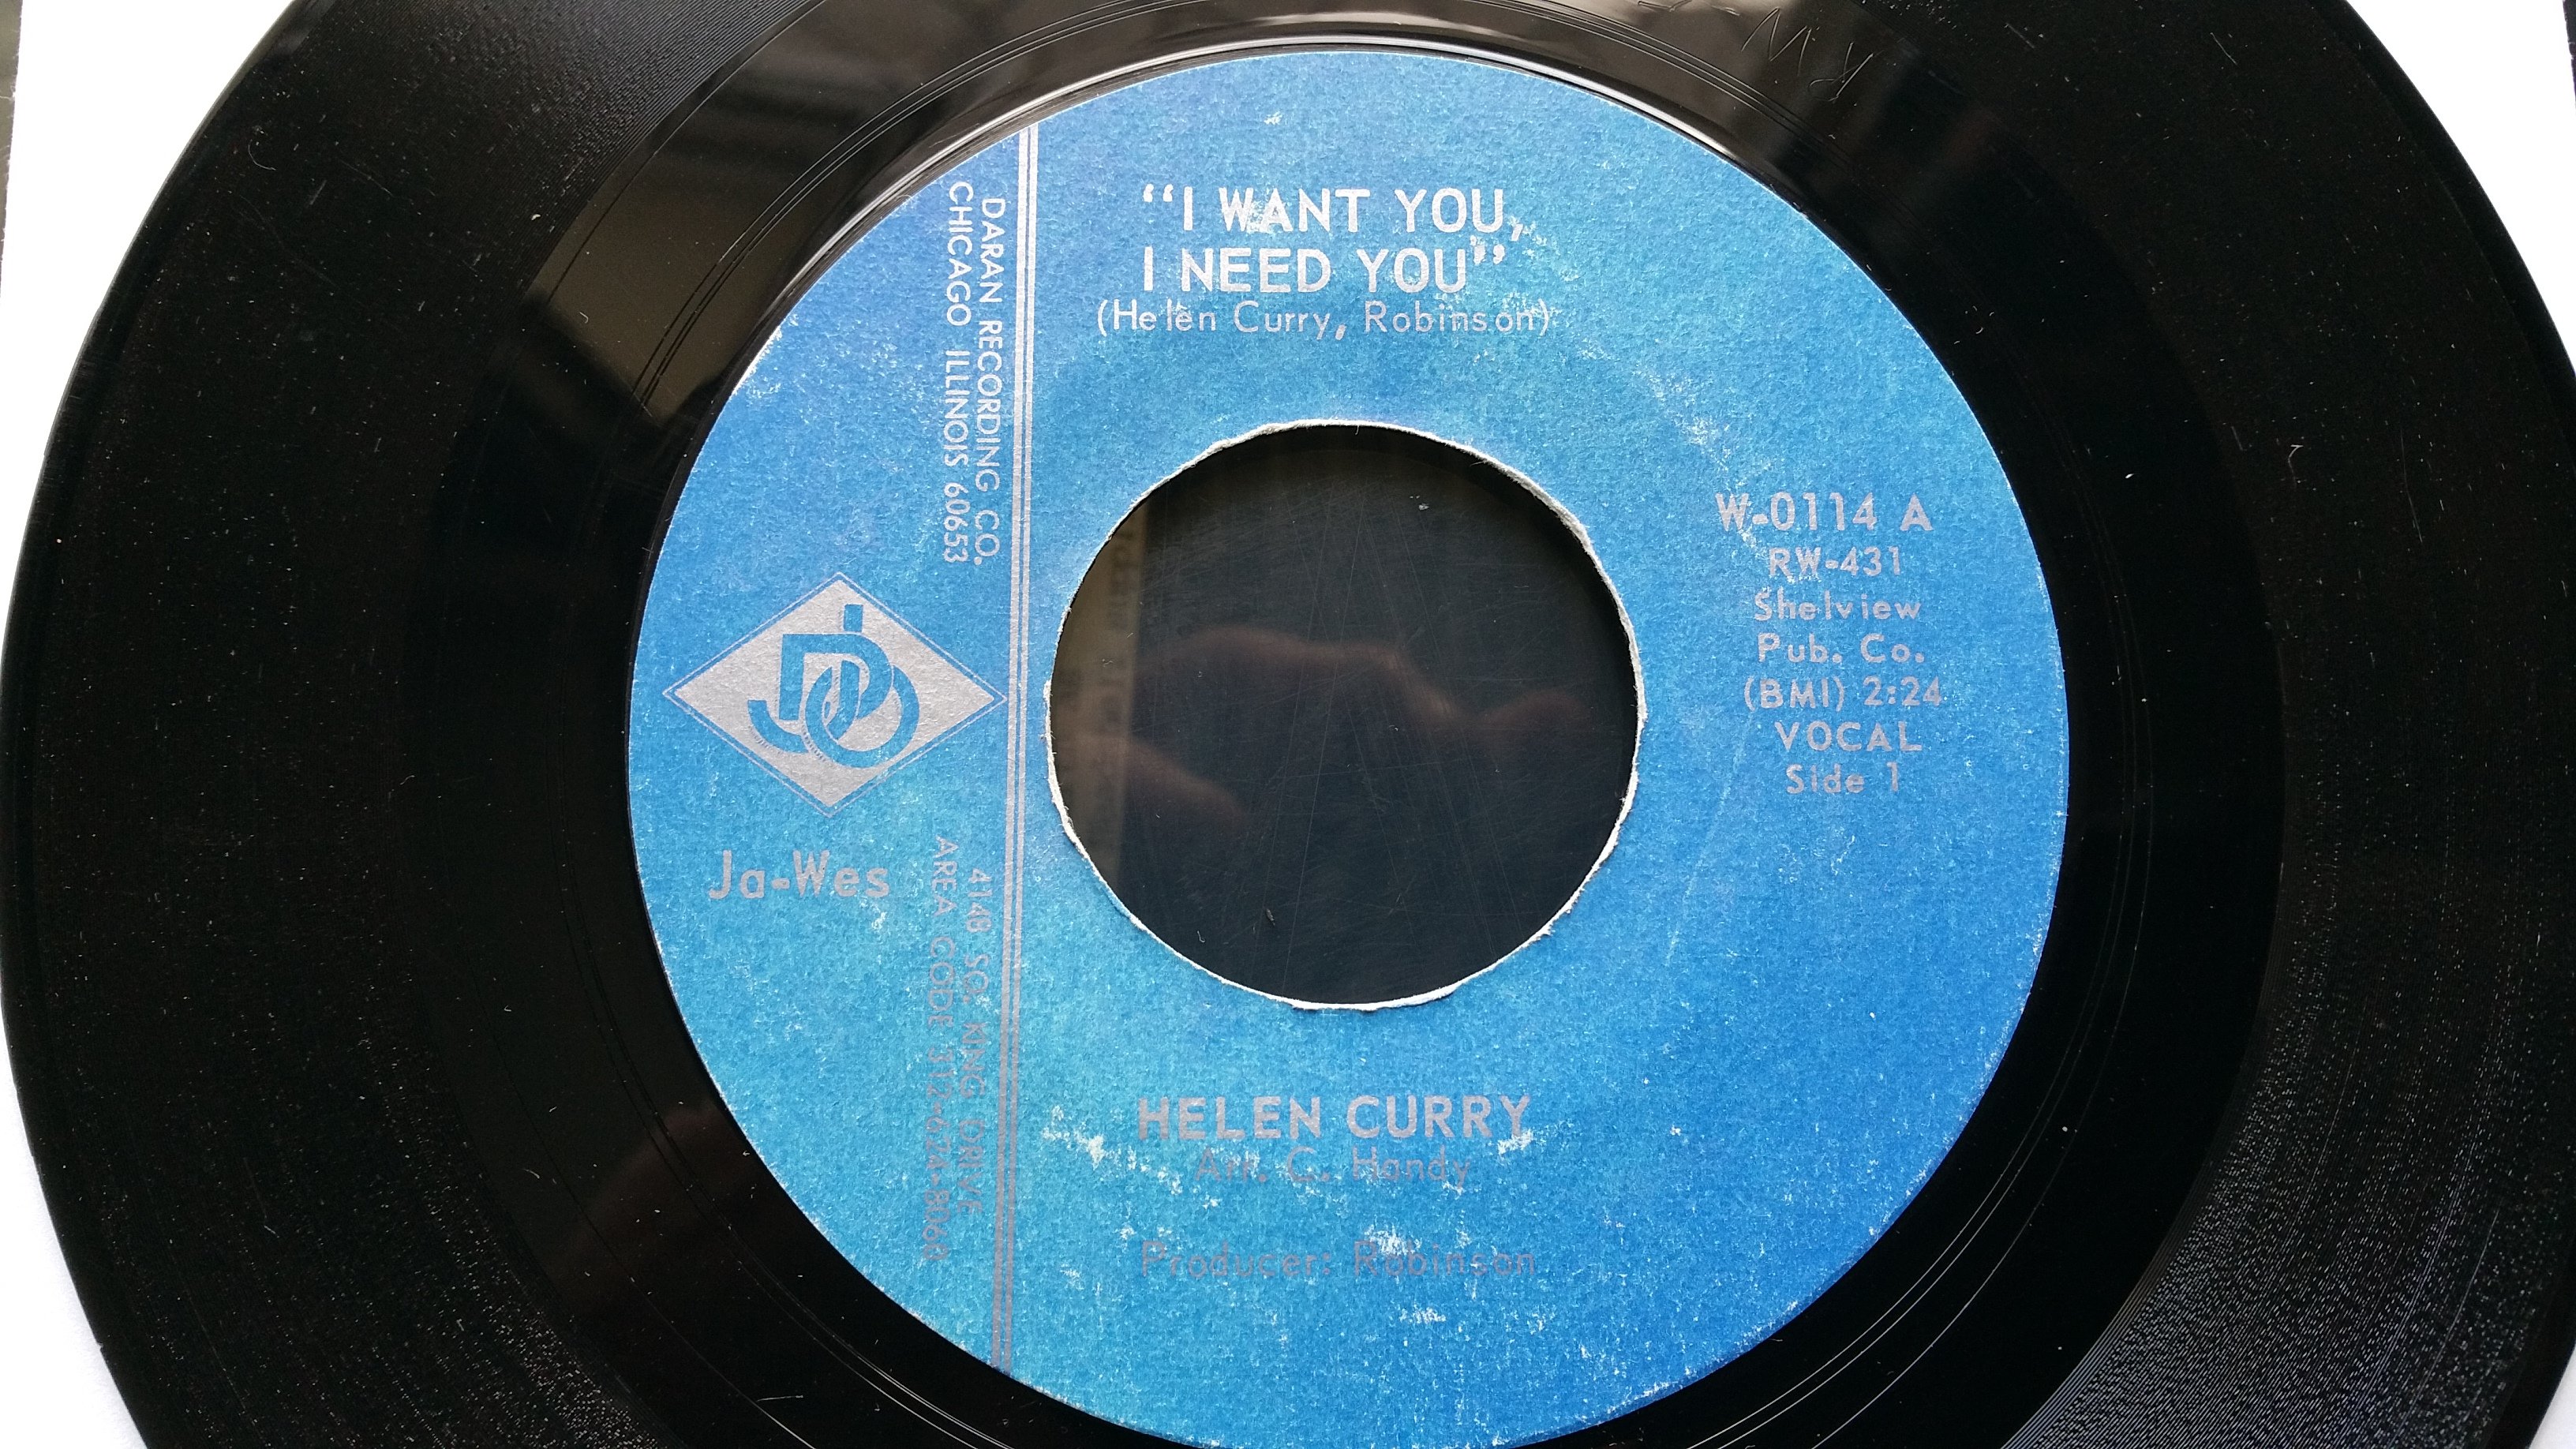 “I WANT YOU,
I NEED YOU”
(Helen Curry, Robinson)
DARAN RECORDING CO.
CHICAGO ILLINOIS 60653
W-0114 A
RW-431
Shelview
Pub. Co.
(BMI) 2:24
VOCAL
Side 1
Ja-Wes
4148 SO. KING DRIVE
AREA CODE 312•624•8060
HELEN CURRY
Arr. C. Handy
Producer: Robinson